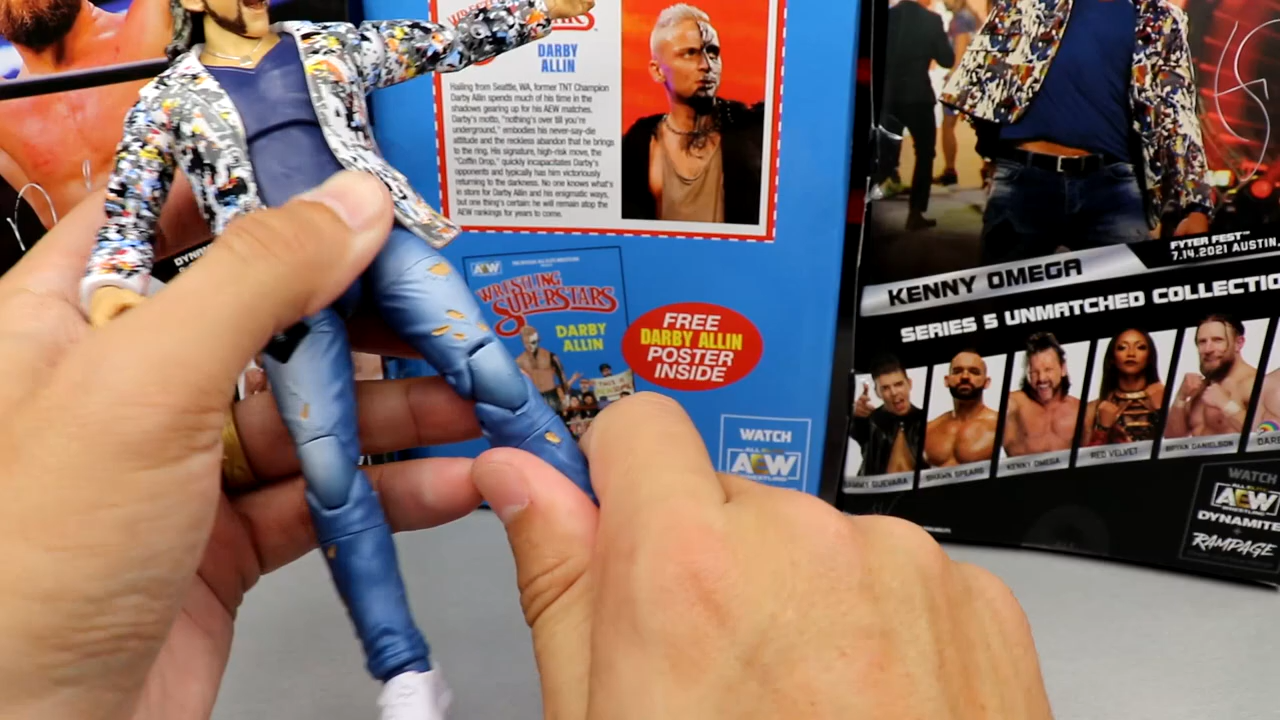 DARBY
ALLIN
Hailing from Seattle, WA, former TNT Champion
Darby Allin spends much of his time in the
shadows gearing up for his AEW matches.
Darby's motto, "nothing's over till you're
underground," embodies his never-say-die
attitude and the reckless abandon that he brings
to the ring. His signature, high-risk move, the
"Coffin Drop," quickly incapacitates Darby's
opponents and typically has him victoriously
returning to the darkness. No one knows what's
in store for Darby Allin and his enigmatic ways,
but one thing's certain: he will remain atop the
AEW rankings for years to come.
AEW
WRESTLING
SUPERSTARS
DARBY
ALLIN
FREE
DARBY ALLIN
POSTER
INSIDE
WATCH
AEW
FYTER FEST™
7.14.2021 AUSTIN
KENNY OMEGA
SERIES 5 UNMATCHED COLLECTIO
SHAWN SPEARS
KENNY OMEGA
RED VELVET
BRYAN DANIELSON
WATCH
AEW
DYNAMITE
RAMPAGE